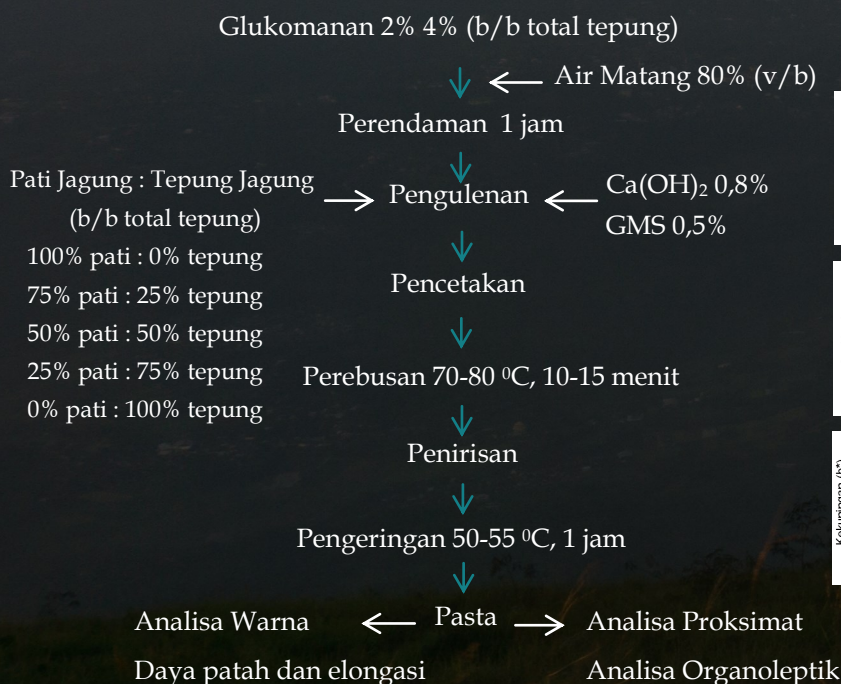 Glukomanan 2% 4% (b/b total tepung)
Air Matang 80% (v/b)
Perendaman 1 jam
Pati Jagung : Tepung Jagung
(b/b total tepung)
100% pati : 0% tepung
75% pati : 25% tepung
50% pati : 50% tepung
25% pati : 75% tepung
0% pati : 100% tepung
Pengulenan
Ca(OH)₂ 0,8%
GMS 0,5%
Pencetakan
Perebusan 70-80 ⁰C, 10-15 menit
Penirisan
Pengeringan 50-55 ⁰C, 1 jam
Pasta
Analisa Warna
Daya patah dan elongasi
Analisa Proksimat
Analisa Organoleptik
Kekuningan (b*)